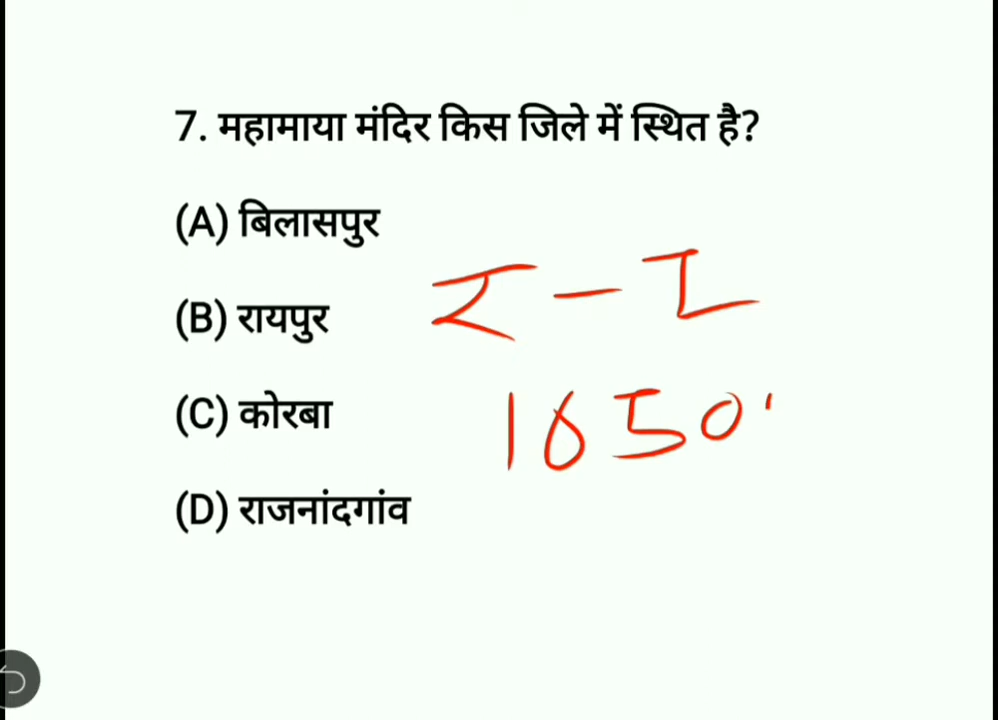 7. महामाया मंदिर किस जिले में स्थित है?
(A) बिलासपुर
(B) रायपुर
(C) कोरबा
(D) राजनांदगांव
1050